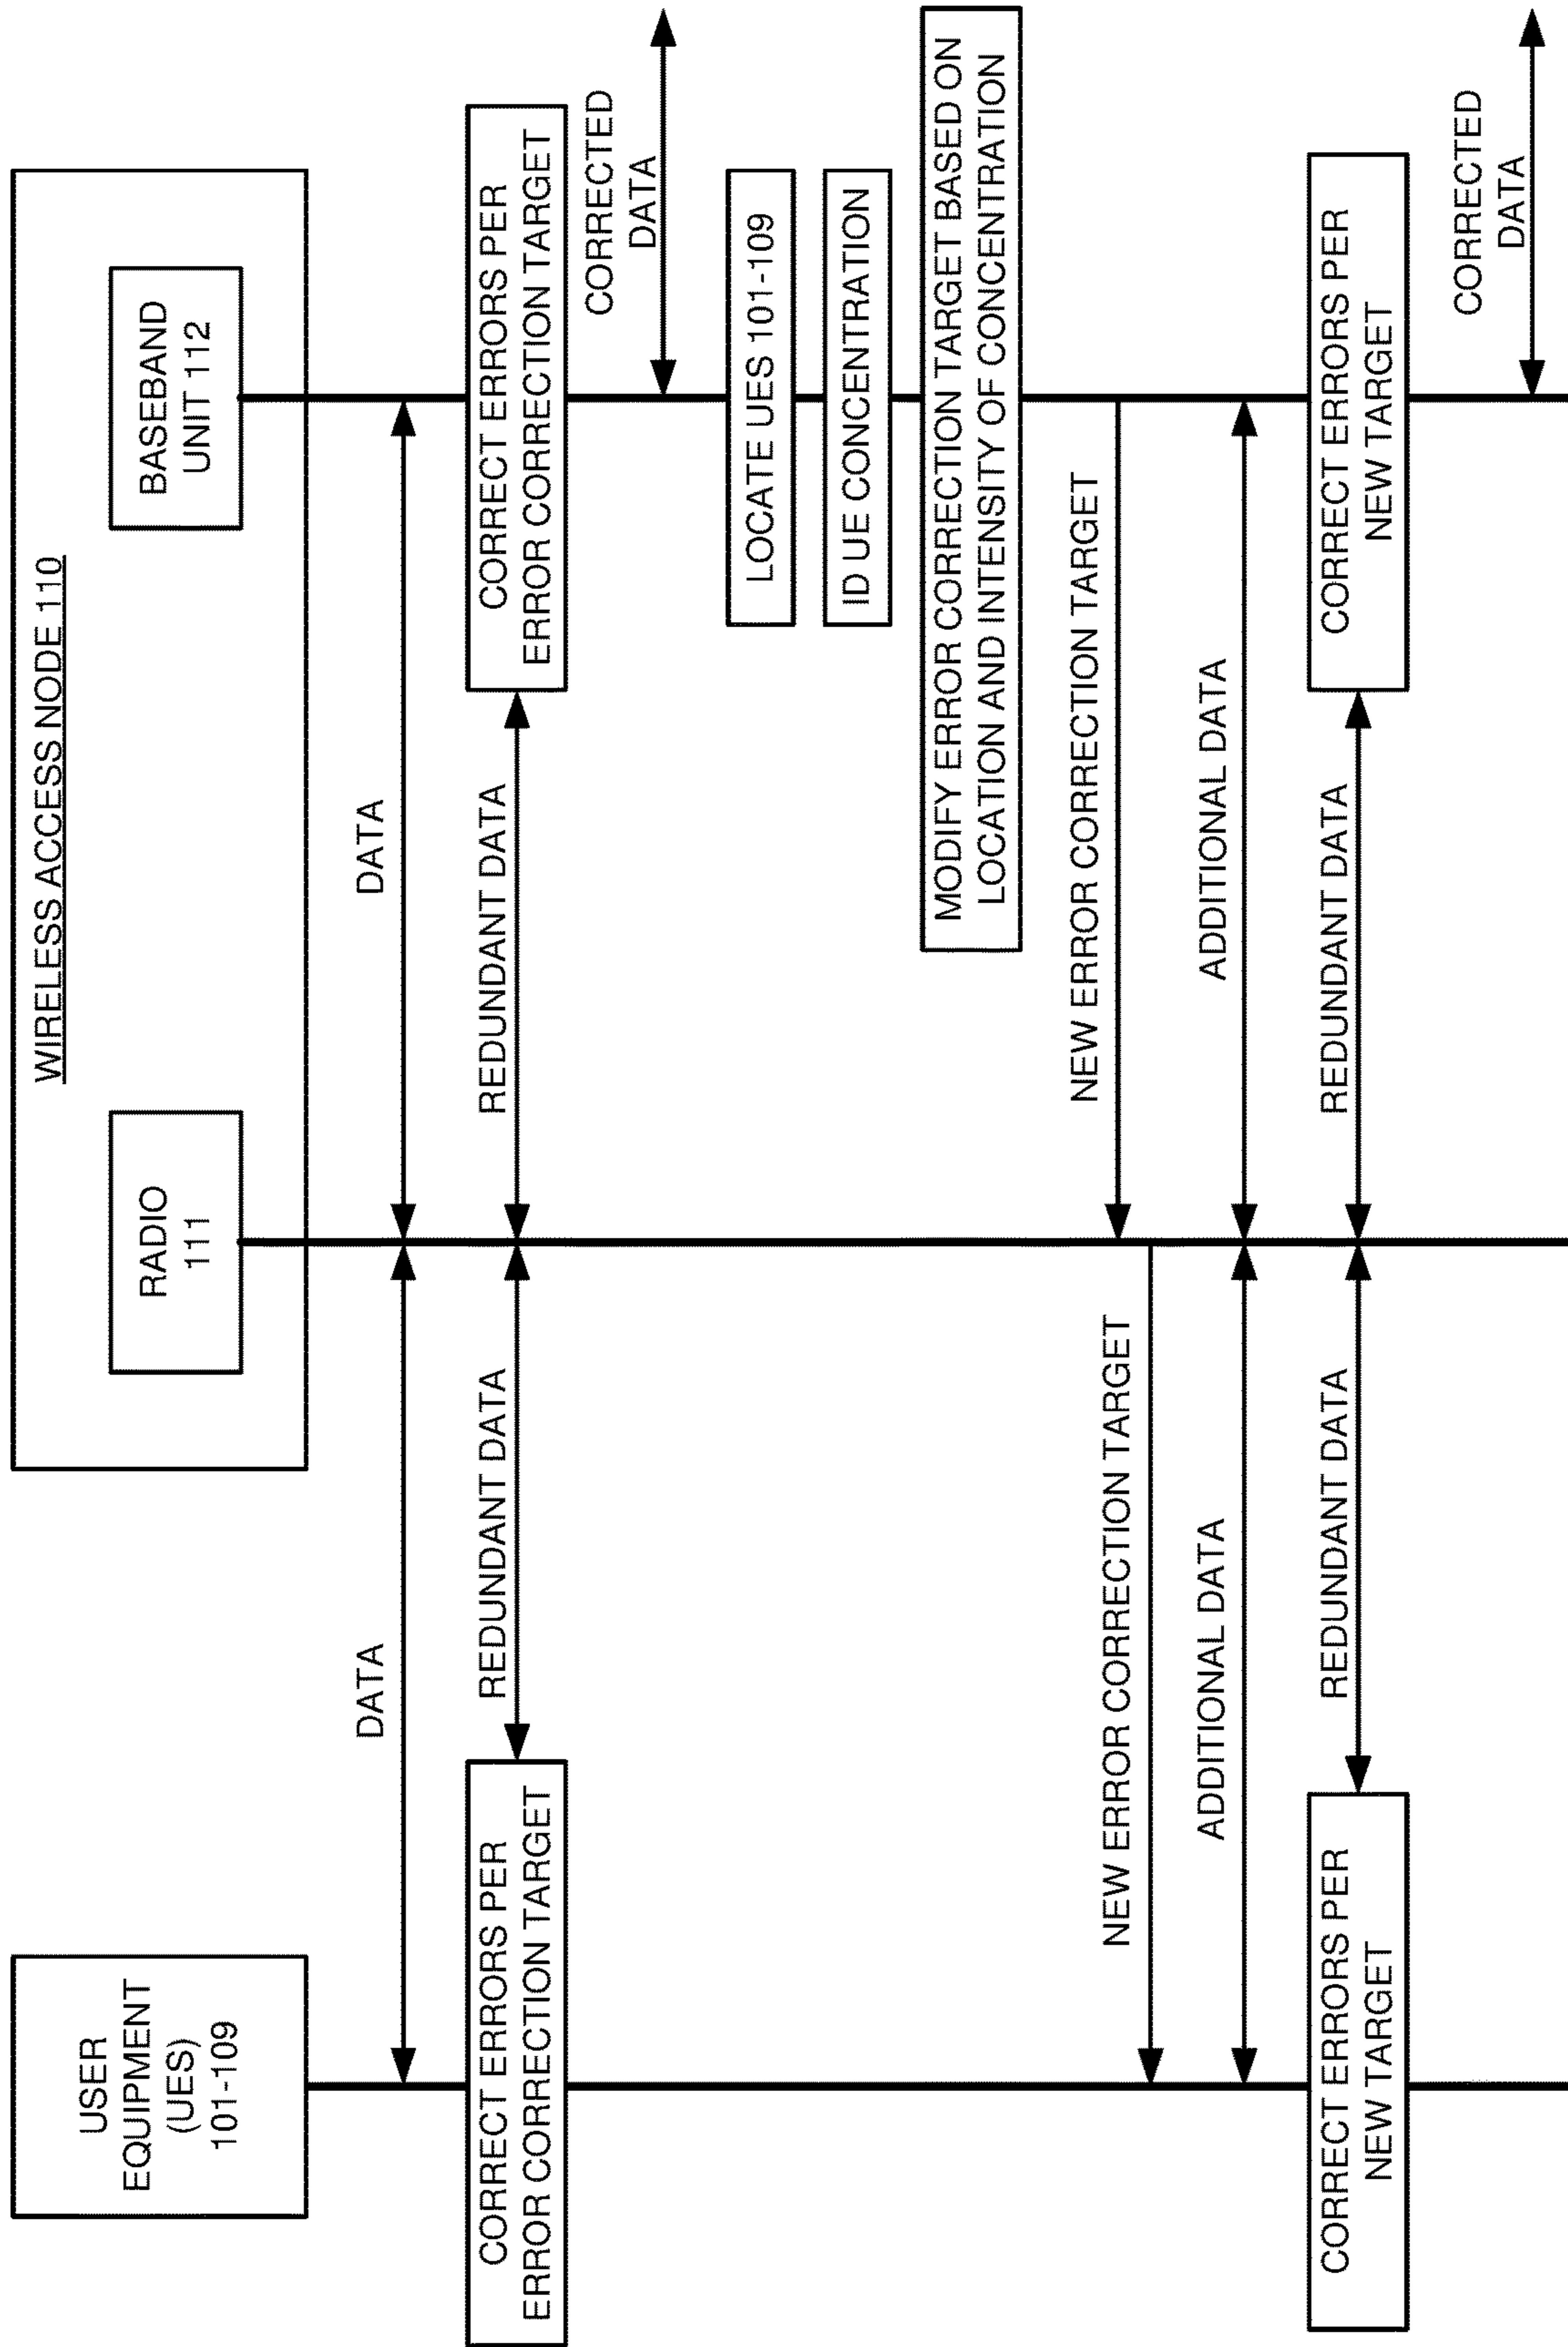 USER
EQUIPMENT
(UES)
101-109
WIRELESS ACCESS NODE 110
RADIO
111
BASEBAND
UNIT 112
DATA
DATA
CORRECT ERRORS PER
ERROR CORRECTION TARGET
REDUNDANT DATA
REDUNDANT DATA
CORRECT ERRORS PER
ERROR CORRECTION TARGET
CORRECTED
DATA
LOCATE UES 101-109
ID UE CONCENTRATION
MODIFY ERROR CORRECTION TARGET BASED ON
LOCATION AND INTENSITY OF CONCENTRATION
NEW ERROR CORRECTION TARGET
NEW ERROR CORRECTION TARGET
ADDITIONAL DATA
ADDITIONAL DATA
CORRECT ERRORS PER
NEW TARGET
REDUNDANT DATA
REDUNDANT DATA
CORRECT ERRORS PER
NEW TARGET
CORRECTED
DATA